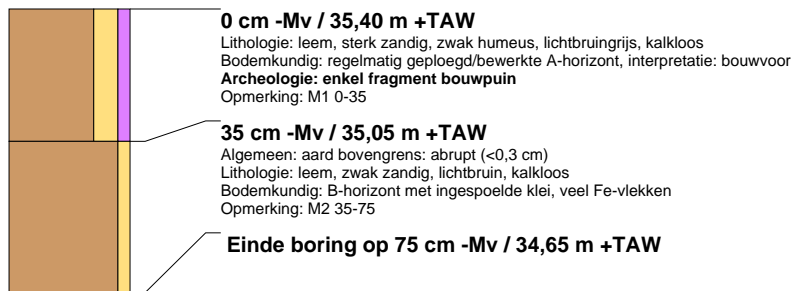 0 cm -Mv / 35,40 m +TAW
Lithologie: leem, sterk zandig, zwak humeus, lichtbruingrijs, kalkloos
Bodemkundig: regelmatig geploegd/bewerkte A-horizont, interpretatie: bouwvoor
Archeologie: enkel fragment bouwpuin
Opmerking: M1 0-35
35 cm -Mv / 35,05 m +TAW
Algemeen: aard bovengrens: abrupt (<0,3 cm)
Lithologie: leem, zwak zandig, lichtbruin, kalkloos
Bodemkundig: B-horizont met ingespoelde klei, veel Fe-vlekken
Opmerking: M2 35-75
Einde boring op 75 cm -Mv / 34,65 m +TAW